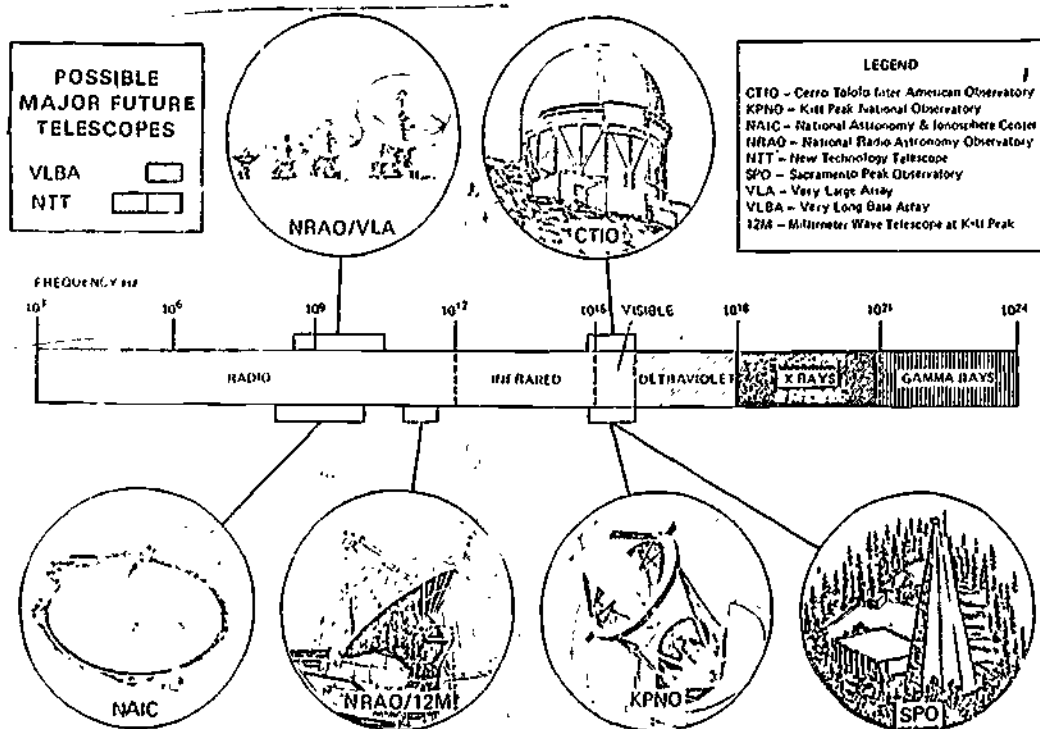 POSSIBLE
MAJOR FUTURE
TELESCOPES
VLBA
NTT
NRAO/VLA
CTIO
LEGEND
CTIO – Cerro Tololo Inter American Observatory
KPNO – Kitt Peak National Observatory
NAIC – National Astronomy & Ionosphere Center
NRAO – National Radio Astronomy Observatory
NTT – New Technology Telescope
SPO – Sacramento Peak Observatory
VLA – Very Large Array
VLBA – Very Long Base Array
12M – Millimeter Wave Telescope at Kitt Peak
FREQUENCY
10⁶ 10⁹ 10¹² 10¹⁵ VISIBLE 10¹⁸ 10²¹ 10²⁴
RADIO INFRARED ULTRAVIOLET X RAYS GAMMA RAYS
NAIC
NRAO/12M
KPNO
SPO